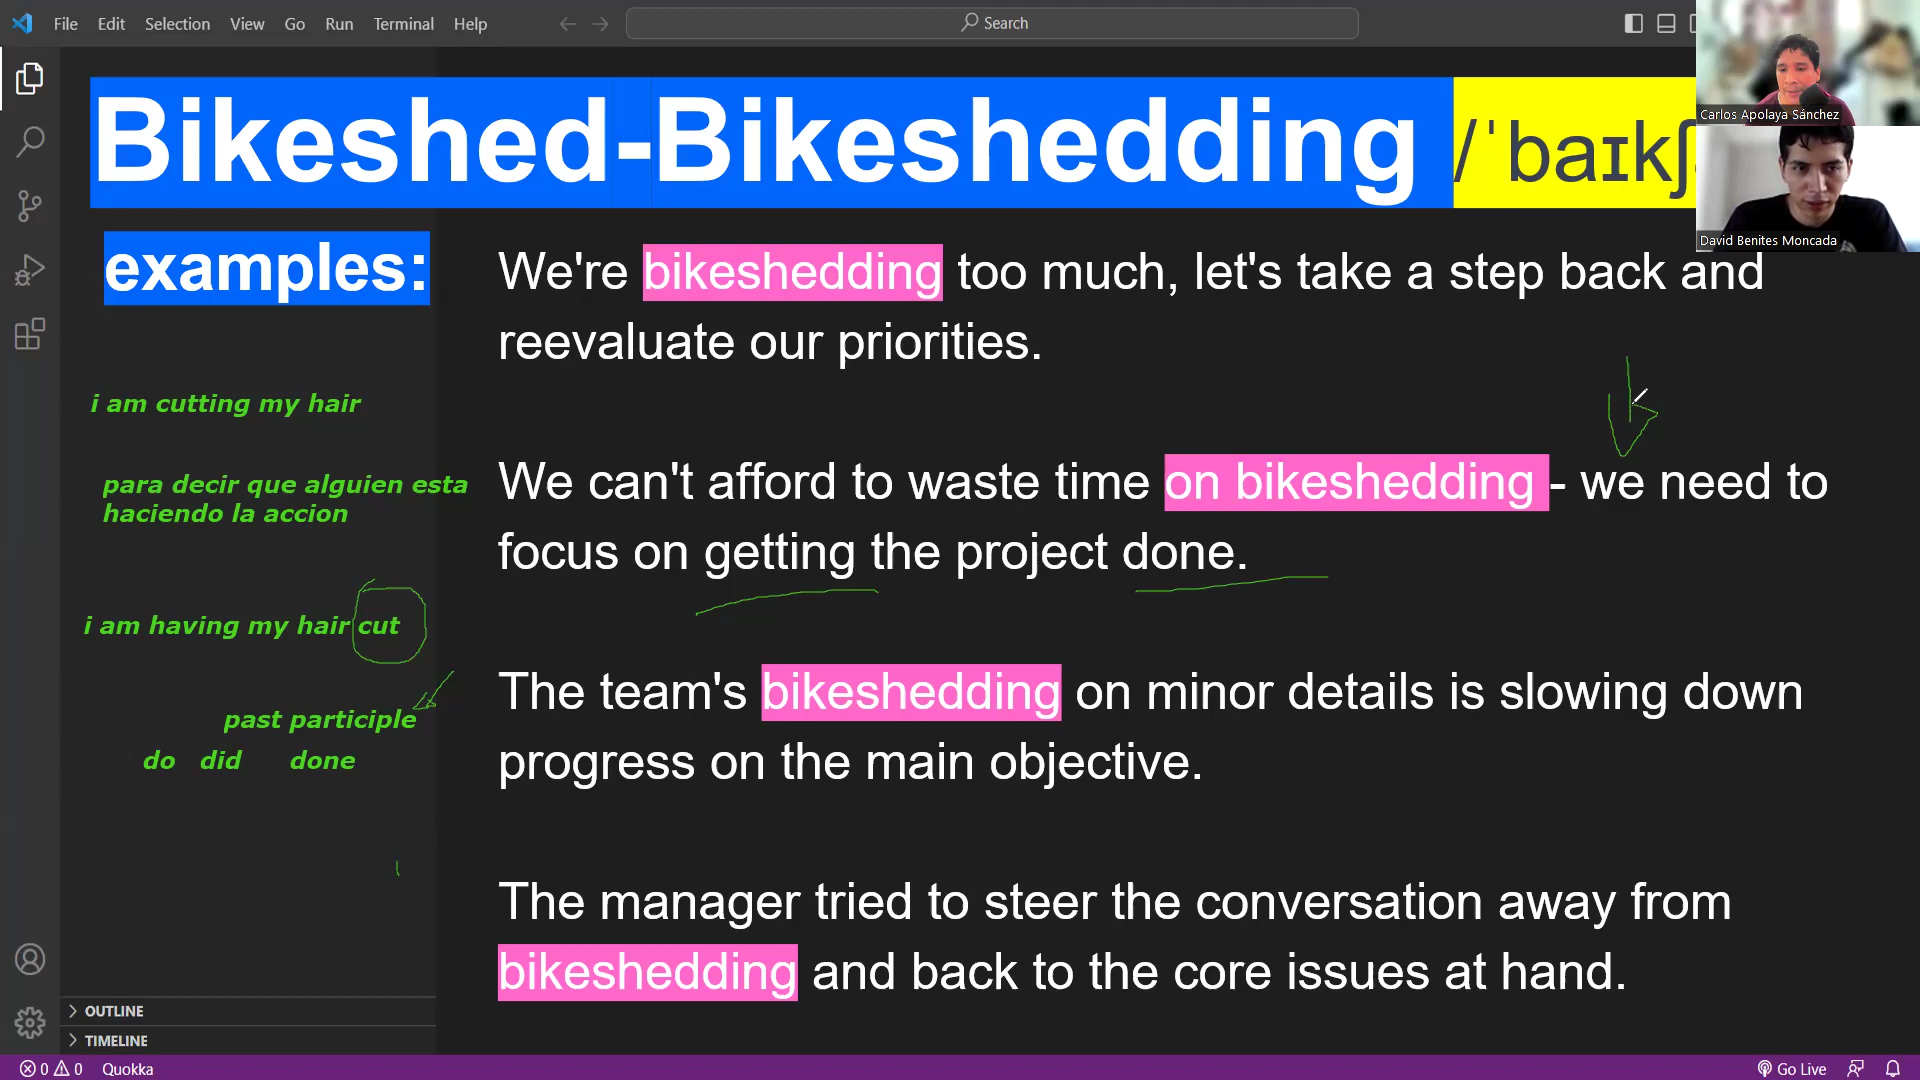 File Edit Selection View Go Run Terminal Help
Search
Carlos Apolaya Sánchez
David Benites Moncada
Bikeshed-Bikeshedding
examples:
We're bikeshedding too much, let's take a step back and
reevaluate our priorities.
i am cutting my hair
para decir que alguien esta
haciendo la accion
We can't afford to waste time on bikeshedding - we need to
focus on getting the project done.
i am having my hair cut
past participle
do did done
The team's bikeshedding on minor details is slowing down
progress on the main objective.
The manager tried to steer the conversation away from
bikeshedding and back to the core issues at hand.
OUTLINE
TIMELINE
0 0 Quokka
Go Live